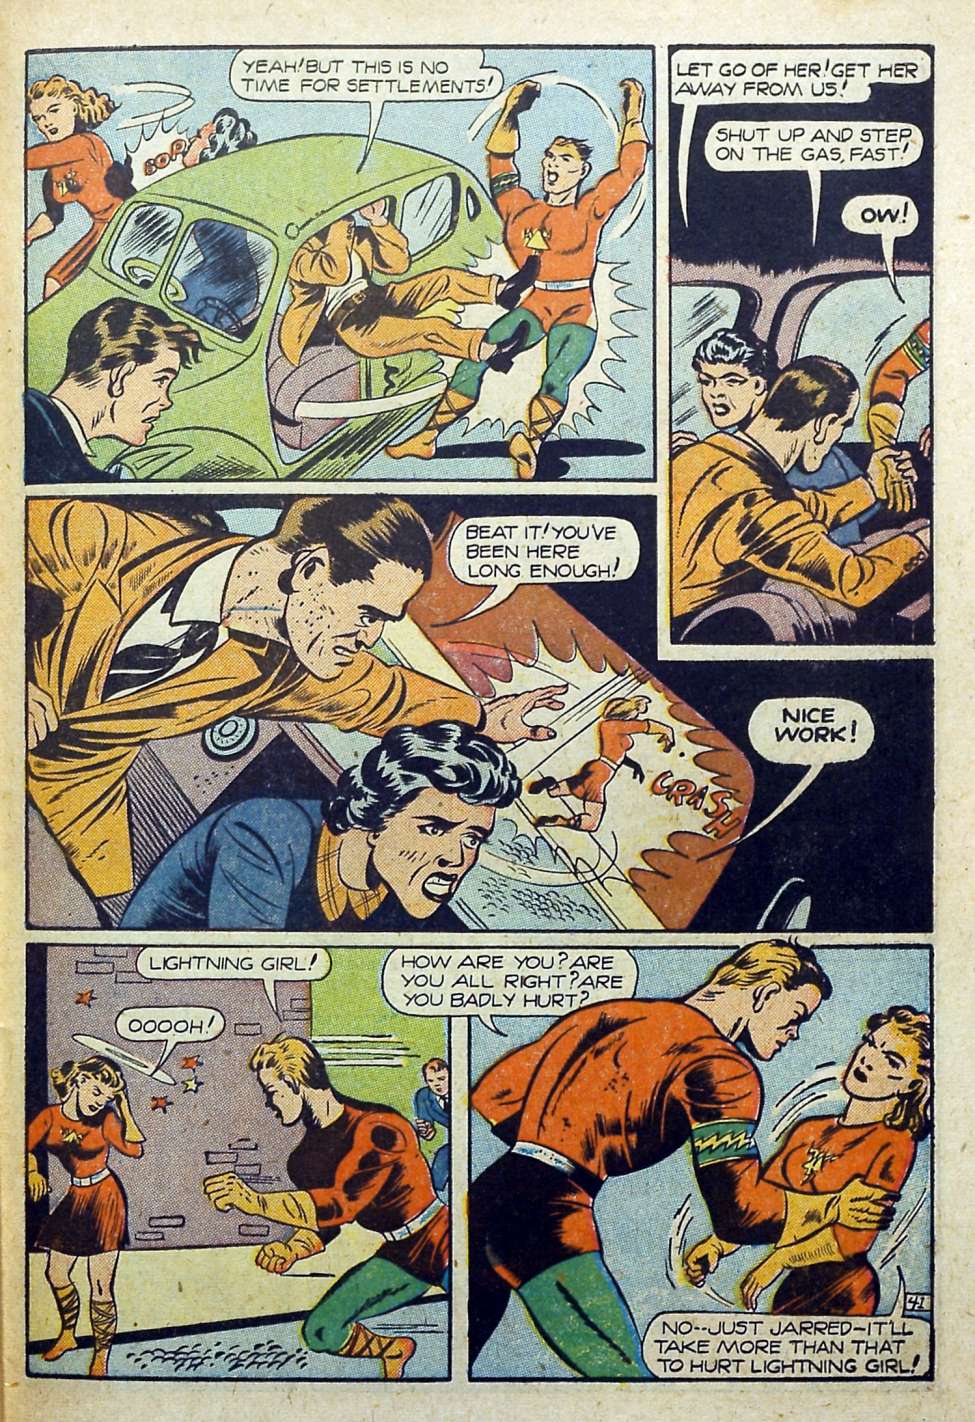 YEAH! BUT THIS IS NO
TIME FOR SETTLEMENTS!
BOP
LET GO OF HER! GET HER
AWAY FROM US!
SHUT UP AND STEP
ON THE GAS, FAST!
OW!
BEAT IT! YOU'VE
BEEN HERE
LONG ENOUGH!
CRASH
NICE
WORK!
LIGHTNING GIRL!
OOOOH!
HOW ARE YOU? ARE
YOU ALL RIGHT? ARE
YOU BADLY HURT?
NO--JUST JARRED--IT'LL
TAKE MORE THAN THAT
TO HURT LIGHTNING GIRL!